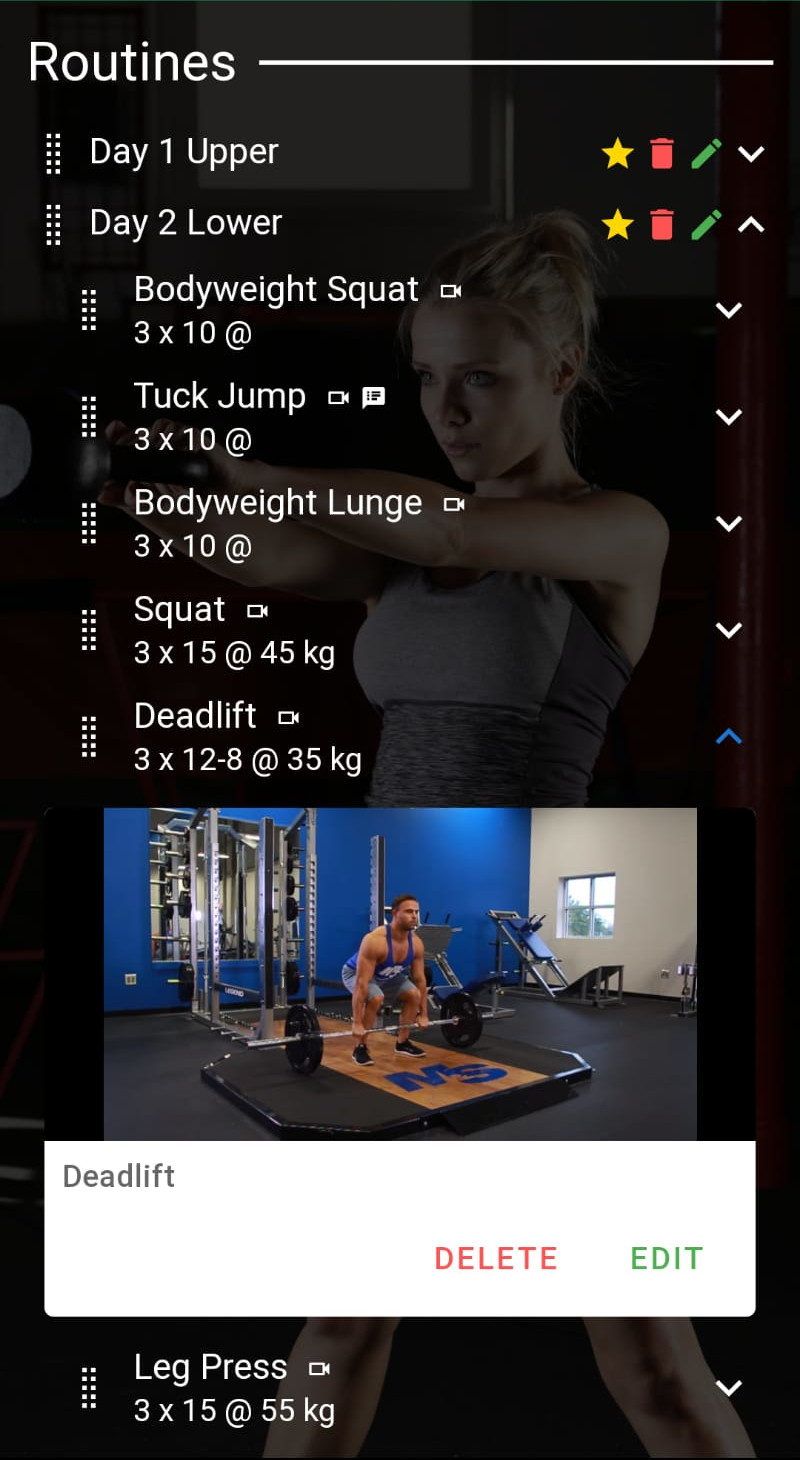 Routines
Day 1 Upper
Day 2 Lower
Bodyweight Squat
3 x 10 @
Tuck Jump
3 x 10 @
Bodyweight Lunge
3 x 10 @
Squat
3 x 15 @ 45 kg
Deadlift
3 x 12-8 @ 35 kg
LEGEND
MS
Deadlift
DELETE
EDIT
Leg Press
3 x 15 @ 55 kg